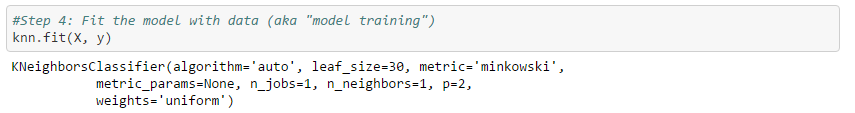 #Step 4: Fit the model with data (aka "model training")
knn.fit(X, y)
KNeighborsClassifier(algorithm='auto', leaf_size=30, metric='minkowski',
metric_params=None, n_jobs=1, n_neighbors=1, p=2,
weights='uniform')